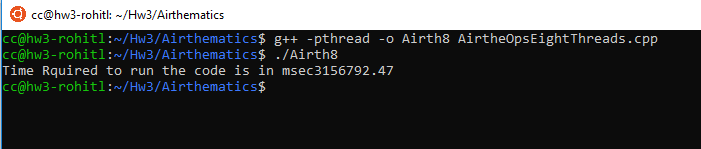 cc@hw3-rohitl: ~/Hw3/Airthematics
cc@hw3-rohitl:~/Hw3/Airthematics$ g++ -pthread -o Airth8 AirtheOpsEightThreads.cpp
cc@hw3-rohitl:~/Hw3/Airthematics$ ./Airth8
Time Rquired to run the code is in msec3156792.47
cc@hw3-rohitl:~/Hw3/Airthematics$